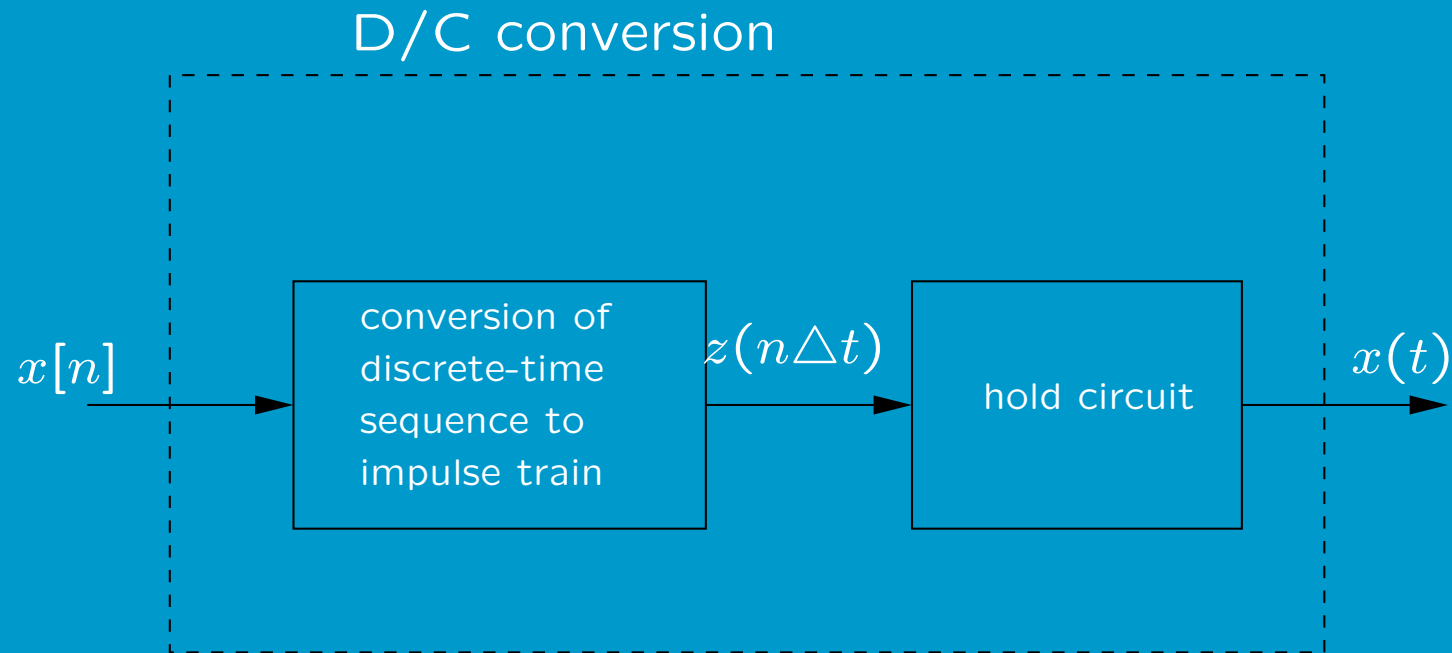 D/C conversion
x[n]
conversion of
discrete-time
sequence to
impulse train
z(n△t)
hold circuit
x(t)